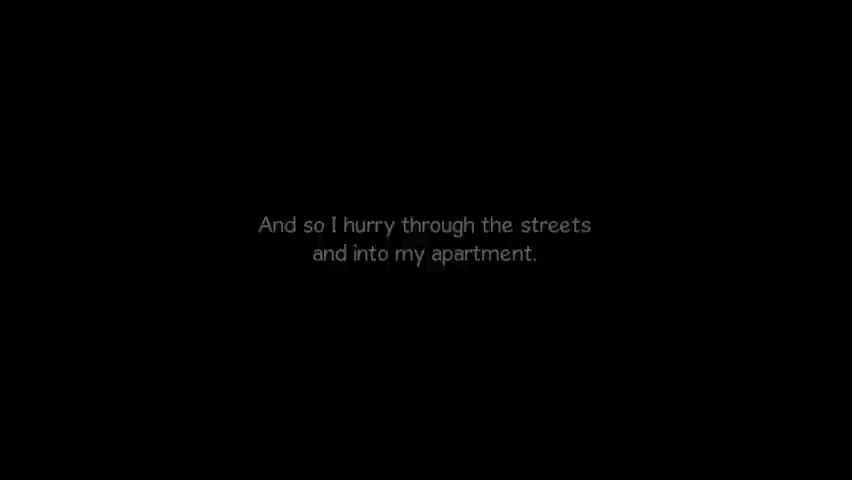 And so I hurry through the streets
and into my apartment.